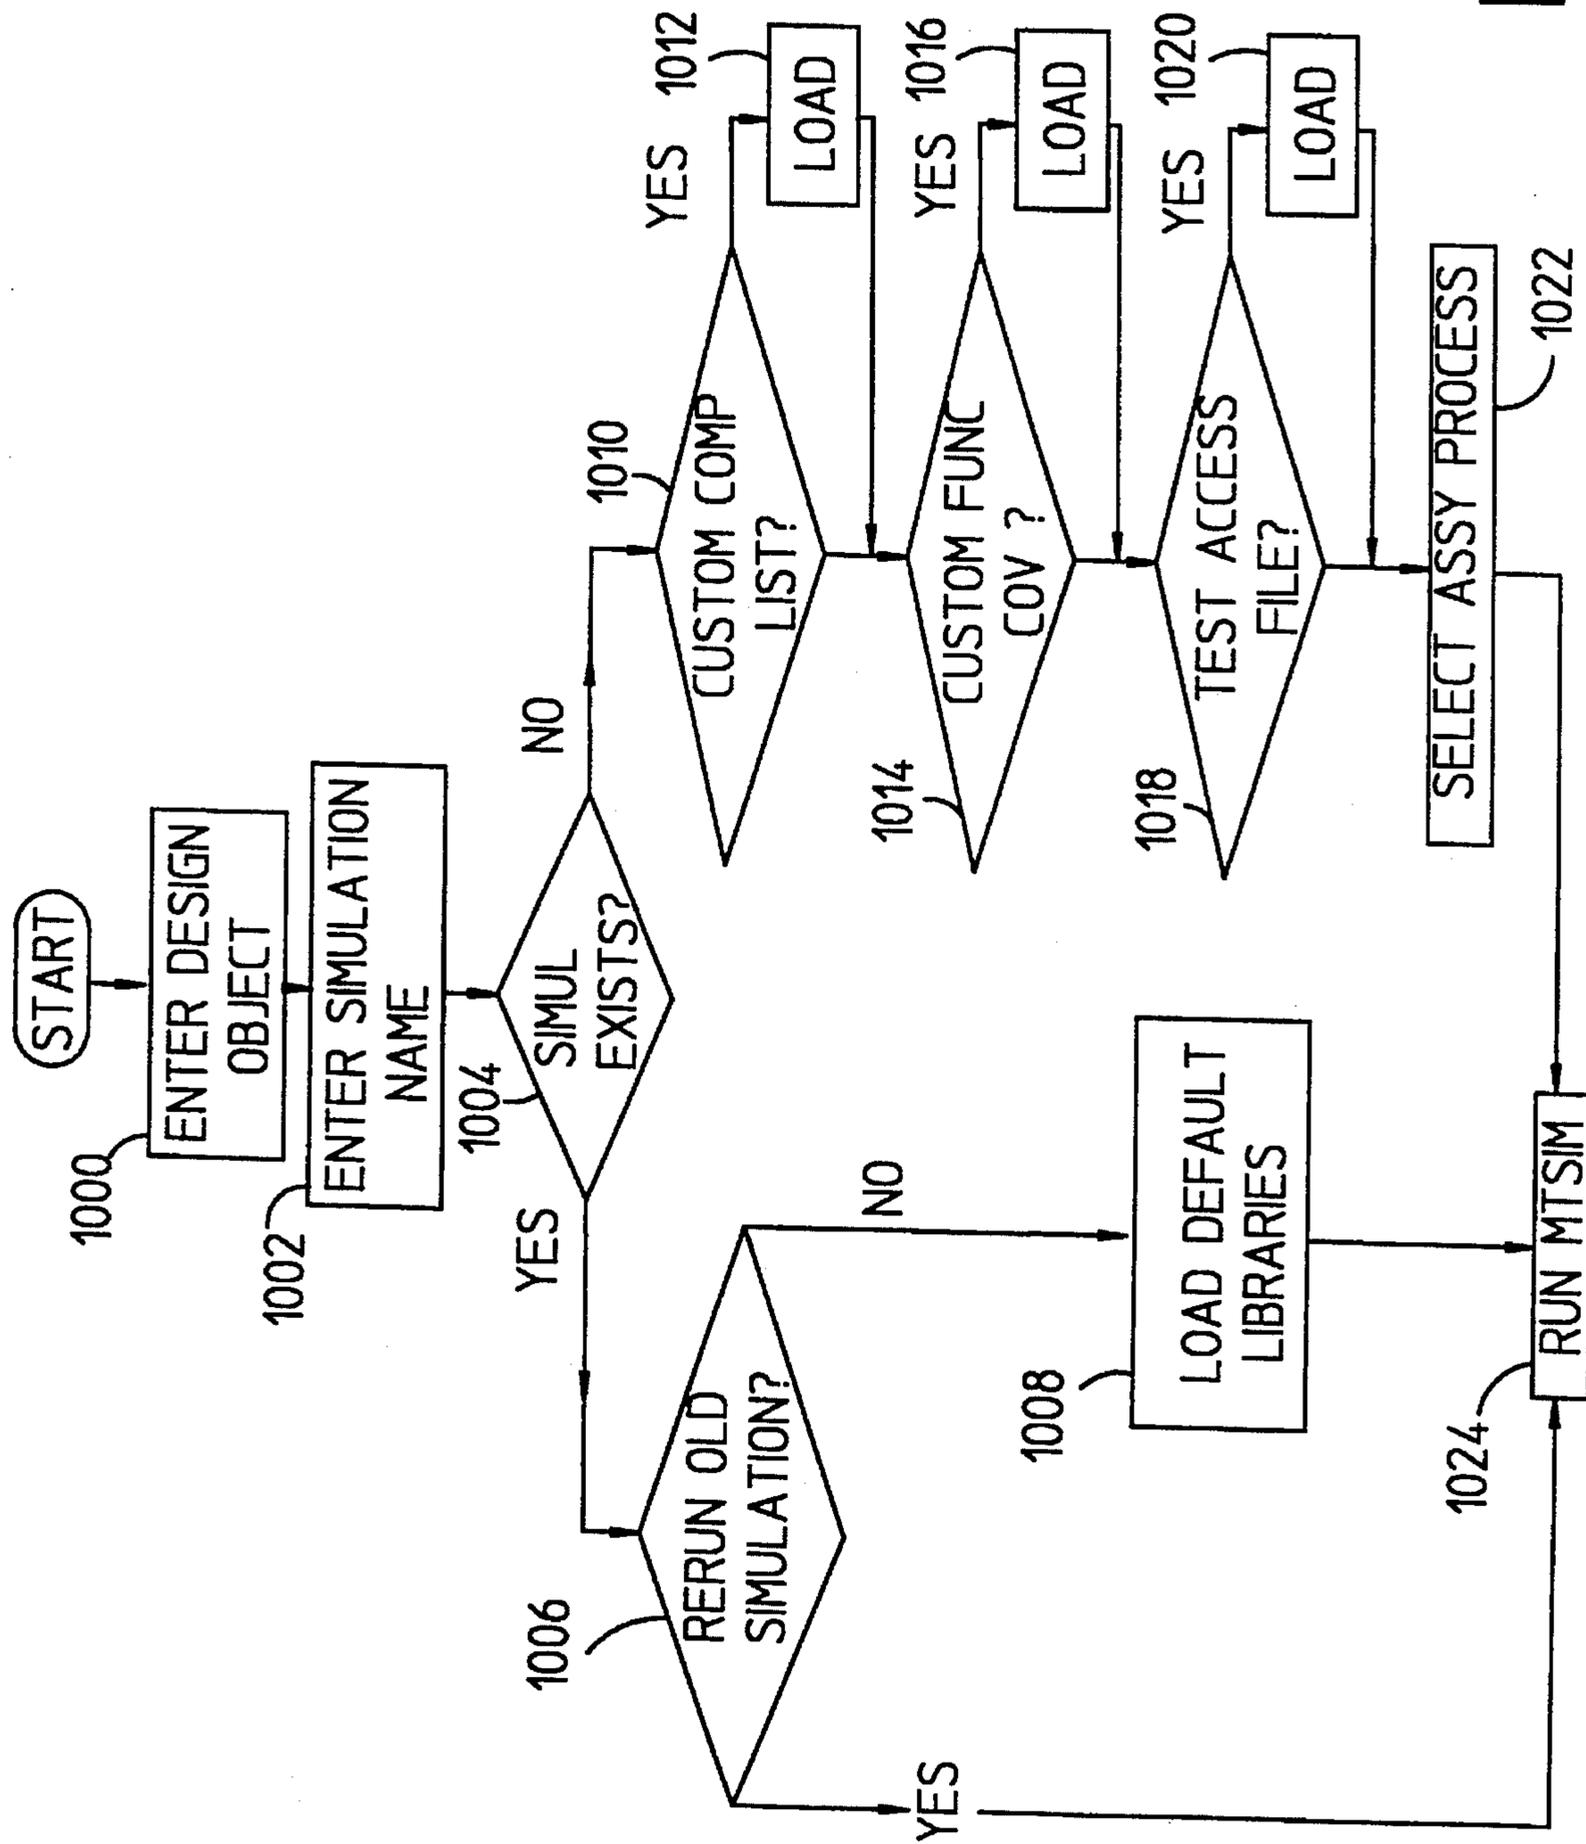 START
1000
ENTER DESIGN
OBJECT
1002
ENTER SIMULATION
NAME
1004
SIMUL
EXISTS?
YES
NO
1006
RERUN OLD
SIMULATION?
YES
NO
1008
LOAD DEFAULT
LIBRARIES
1010
CUSTOM COMP
LIST?
YES
1012
LOAD
1014
CUSTOM FUNC
COV ?
YES
1016
LOAD
1018
TEST ACCESS
FILE?
YES
1020
LOAD
SELECT ASSY PROCESS
1022
1024
RUN MTSIM